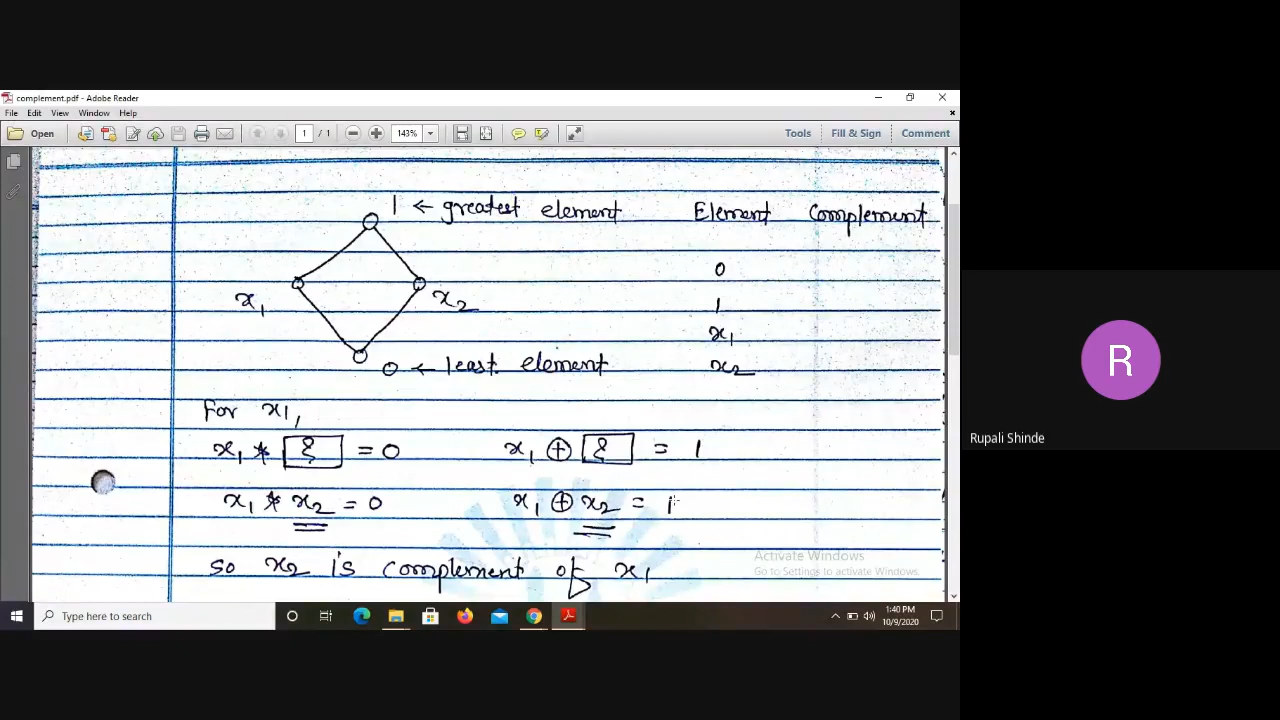 complement.pdf - Adobe Reader
File Edit View Window Help
Open 1 / 1 143% Tools Fill & Sign Comment
1 ← greatest element Element Complement
0
x₁ x₂ 1
x₁
0 ← least element x₂
For x₁,
x₁ * ξ = 0 x₁ ⊕ ξ = 1
x₁ * x₂ = 0 x₁ ⊕ x₂ = 1
so x₂ is complement of x₁
Activate Windows
Go to Settings to activate Windows.
Type here to search
1:40 PM
10/9/2020
R
Rupali Shinde